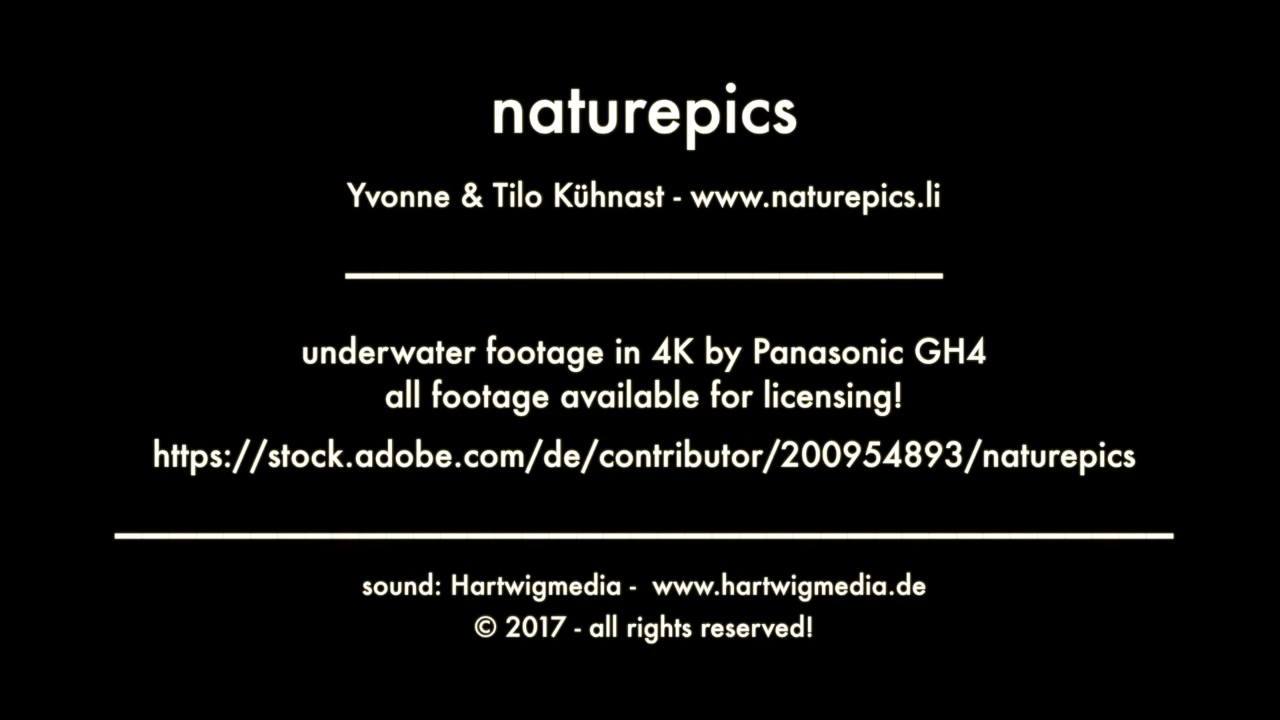 naturepics
Yvonne & Tilo Kühnast - www.naturepics.li
underwater footage in 4K by Panasonic GH4
all footage available for licensing!
https://stock.adobe.com/de/contributor/200954893/naturepics
sound: Hartwigmedia - www.hartwigmedia.de
© 2017 - all rights reserved!